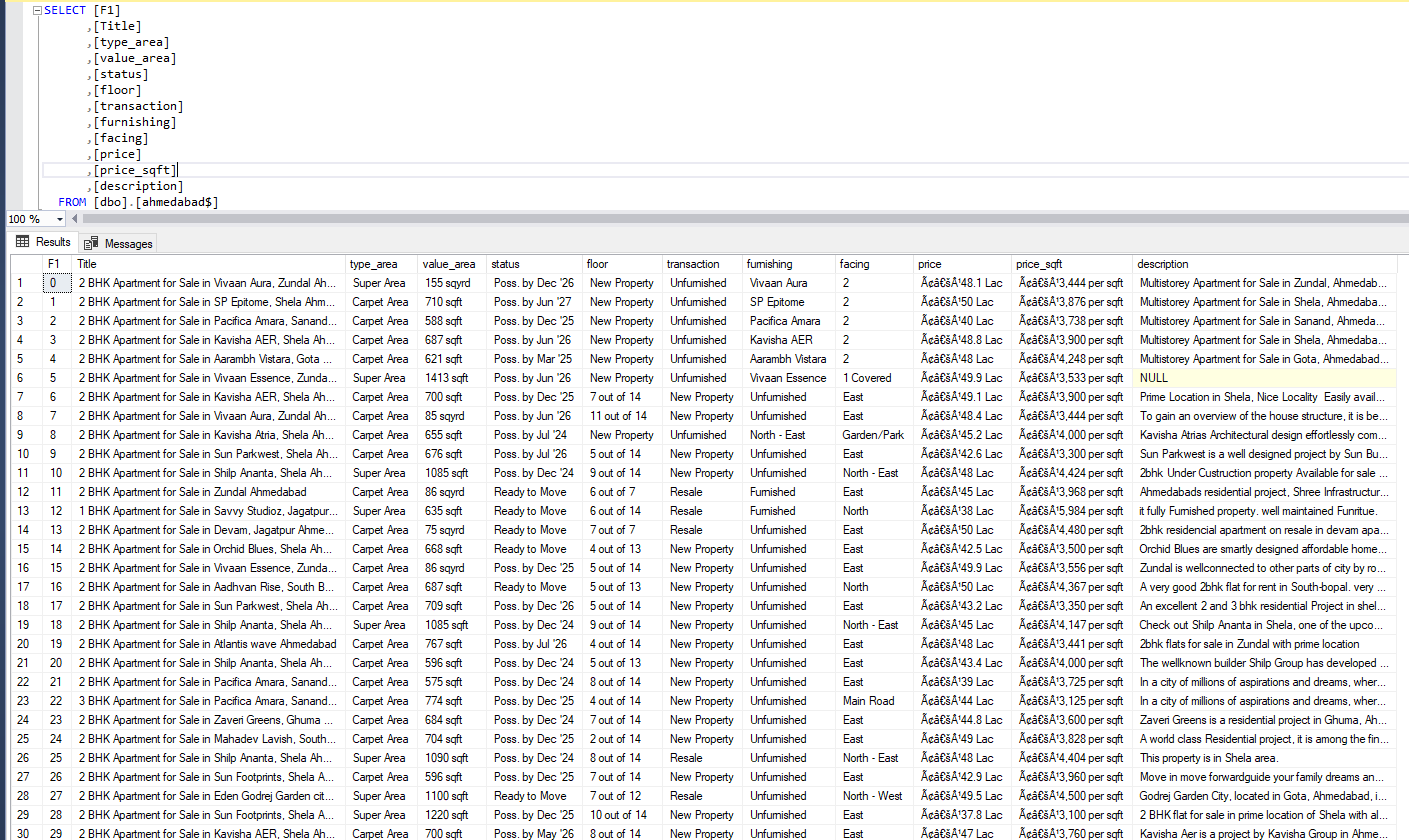 SELECT [F1]
,[Title]
,[type_area]
,[value_area]
,[status]
,[floor]
,[transaction]
,[furnishing]
,[facing]
,[price]
,[price_sqft]
,[description]
FROM [dbo].[ahmedabad$]
100 %
Results Messages
F1 Title type_area value_area status floor transaction furnishing facing price price_sqft description
1 0 2 BHK Apartment for Sale in Vivaan Aura, Zundal Ah... Super Area 155 sqyrd Poss. by Dec '26 New Property Unfurnished Vivaan Aura 2 Ã¢â€šÂ¹48.1 Lac Ã¢â€šÂ¹3,444 per sqft Multistorey Apartment for Sale in Zundal, Ahmedab...
2 1 2 BHK Apartment for Sale in SP Epitome, Shela Ahm... Carpet Area 710 sqft Poss. by Jun '27 New Property Unfurnished SP Epitome 2 Ã¢â€šÂ¹50 Lac Ã¢â€šÂ¹3,876 per sqft Multistorey Apartment for Sale in Shela, Ahmedaba...
3 2 2 BHK Apartment for Sale in Pacifica Amara, Sanand... Carpet Area 588 sqft Poss. by Dec '25 New Property Unfurnished Pacifica Amara 2 Ã¢â€šÂ¹40 Lac Ã¢â€šÂ¹3,738 per sqft Multistorey Apartment for Sale in Sanand, Ahmeda...
4 3 2 BHK Apartment for Sale in Kavisha AER, Shela Ah... Carpet Area 687 sqft Poss. by Jun '26 New Property Unfurnished Kavisha AER 2 Ã¢â€šÂ¹48.8 Lac Ã¢â€šÂ¹3,900 per sqft Multistorey Apartment for Sale in Shela, Ahmedaba...
5 4 2 BHK Apartment for Sale in Aarambh Vistara, Gota ... Carpet Area 621 sqft Poss. by Mar '25 New Property Unfurnished Aarambh Vistara 2 Ã¢â€šÂ¹48 Lac Ã¢â€šÂ¹4,248 per sqft Multistorey Apartment for Sale in Gota, Ahmedabad...
6 5 2 BHK Apartment for Sale in Vivaan Essence, Zunda... Super Area 1413 sqft Poss. by Jun '26 New Property Unfurnished Vivaan Essence 1 Covered Ã¢â€šÂ¹49.9 Lac Ã¢â€šÂ¹3,533 per sqft NULL
7 6 2 BHK Apartment for Sale in Kavisha AER, Shela Ah... Carpet Area 700 sqft Poss. by Dec '25 7 out of 14 New Property Unfurnished East Ã¢â€šÂ¹49.1 Lac Ã¢â€šÂ¹3,900 per sqft Prime Location in Shela, Nice Locality Easily avail...
8 7 2 BHK Apartment for Sale in Vivaan Aura, Zundal Ah... Carpet Area 85 sqyrd Poss. by Jun '26 11 out of 14 New Property Unfurnished East Ã¢â€šÂ¹48.4 Lac Ã¢â€šÂ¹3,444 per sqft To gain an overview of the house structure, it is be...
9 8 2 BHK Apartment for Sale in Kavisha Atria, Shela Ah... Carpet Area 655 sqft Poss. by Jul '24 New Property Unfurnished North - East Garden/Park Ã¢â€šÂ¹45.2 Lac Ã¢â€šÂ¹4,000 per sqft Kavisha Atrias Architectural design effortlessly com...
10 9 2 BHK Apartment for Sale in Sun Parkwest, Shela Ah... Carpet Area 676 sqft Poss. by Jul '26 5 out of 14 New Property Unfurnished East Ã¢â€šÂ¹42.6 Lac Ã¢â€šÂ¹3,300 per sqft Sun Parkwest is a well designed project by Sun Bu...
11 10 2 BHK Apartment for Sale in Shilp Ananta, Shela Ah... Super Area 1085 sqft Poss. by Dec '24 9 out of 14 New Property Unfurnished North - East Ã¢â€šÂ¹48 Lac Ã¢â€šÂ¹4,424 per sqft 2bhk Under Custruction property Available for sale ...
12 11 2 BHK Apartment for Sale in Zundal Ahmedabad Carpet Area 86 sqyrd Ready to Move 6 out of 7 Resale Furnished East Ã¢â€šÂ¹45 Lac Ã¢â€šÂ¹3,968 per sqft Ahmedabads residential project, Shree Infrastructur...
13 12 1 BHK Apartment for Sale in Savvy Studioz, Jagatpur... Super Area 635 sqft Ready to Move 6 out of 14 Resale Furnished North Ã¢â€šÂ¹38 Lac Ã¢â€šÂ¹5,984 per sqft it fully Furnished property. well maintained Funritue.
14 13 2 BHK Apartment for Sale in Devam, Jagatpur Ahme... Carpet Area 75 sqyrd Ready to Move 7 out of 7 Resale Unfurnished East Ã¢â€šÂ¹50 Lac Ã¢â€šÂ¹4,480 per sqft 2bhk residencial apartment on resale in devam apa...
15 14 2 BHK Apartment for Sale in Orchid Blues, Shela Ah... Carpet Area 668 sqft Ready to Move 4 out of 13 New Property Unfurnished East Ã¢â€šÂ¹42.5 Lac Ã¢â€šÂ¹3,500 per sqft Orchid Blues are smartly designed affordable home...
16 15 2 BHK Apartment for Sale in Vivaan Essence, Zunda... Carpet Area 86 sqyrd Poss. by Dec '25 5 out of 14 New Property Unfurnished East Ã¢â€šÂ¹49.9 Lac Ã¢â€šÂ¹3,556 per sqft Zundal is wellconnected to other parts of city by ro...
17 16 2 BHK Apartment for Sale in Aadhvan Rise, South B... Carpet Area 687 sqft Ready to Move 5 out of 13 New Property Unfurnished North Ã¢â€šÂ¹50 Lac Ã¢â€šÂ¹4,367 per sqft A very good 2bhk flat for rent in South-bopal. very ...
18 17 2 BHK Apartment for Sale in Sun Parkwest, Shela Ah... Carpet Area 709 sqft Poss. by Dec '26 5 out of 14 New Property Unfurnished East Ã¢â€šÂ¹43.2 Lac Ã¢â€šÂ¹3,350 per sqft An excellent 2 and 3 bhk residential Project in shel...
19 18 2 BHK Apartment for Sale in Shilp Ananta, Shela Ah... Super Area 1085 sqft Poss. by Dec '24 9 out of 14 New Property Unfurnished North - East Ã¢â€šÂ¹45 Lac Ã¢â€šÂ¹4,147 per sqft Check out Shilp Ananta in Shela, one of the upco...
20 19 2 BHK Apartment for Sale in Atlantis wave Ahmedabad Carpet Area 767 sqft Poss. by Jul '26 4 out of 14 New Property Unfurnished East Ã¢â€šÂ¹48 Lac Ã¢â€šÂ¹3,441 per sqft 2bhk flats for sale in Zundal with prime location
21 20 2 BHK Apartment for Sale in Shilp Ananta, Shela Ah... Carpet Area 596 sqft Poss. by Dec '24 5 out of 13 New Property Unfurnished East Ã¢â€šÂ¹43.4 Lac Ã¢â€šÂ¹4,000 per sqft The wellknown builder Shilp Group has developed ...
22 21 2 BHK Apartment for Sale in Pacifica Amara, Sanand... Carpet Area 575 sqft Poss. by Dec '24 8 out of 14 New Property Unfurnished East Ã¢â€šÂ¹39 Lac Ã¢â€šÂ¹3,725 per sqft In a city of millions of aspirations and dreams, wher...
23 22 3 BHK Apartment for Sale in Pacifica Amara, Sanand... Carpet Area 774 sqft Poss. by Dec '25 4 out of 14 New Property Unfurnished Main Road Ã¢â€šÂ¹44 Lac Ã¢â€šÂ¹3,125 per sqft In a city of millions of aspirations and dreams, wher...
24 23 2 BHK Apartment for Sale in Zaveri Greens, Ghuma ... Carpet Area 684 sqft Poss. by Dec '24 7 out of 14 New Property Unfurnished East Ã¢â€šÂ¹44.8 Lac Ã¢â€šÂ¹3,600 per sqft Zaveri Greens is a residential project in Ghuma, Ah...
25 24 2 BHK Apartment for Sale in Mahadev Lavish, South... Carpet Area 704 sqft Poss. by Dec '24 2 out of 14 New Property Unfurnished East Ã¢â€šÂ¹49 Lac Ã¢â€šÂ¹3,828 per sqft A world class Residential project, it is among the fin...
26 25 2 BHK Apartment for Sale in Shilp Ananta, Shela Ah... Super Area 1090 sqft Poss. by Dec '24 8 out of 14 Resale Unfurnished North - East Ã¢â€šÂ¹48 Lac Ã¢â€šÂ¹4,404 per sqft This property is in Shela area.
27 26 2 BHK Apartment for Sale in Sun Footprints, Shela A... Carpet Area 596 sqft Poss. by Dec '25 7 out of 14 New Property Unfurnished East Ã¢â€šÂ¹42.9 Lac Ã¢â€šÂ¹3,960 per sqft Move in move forwardguide your family dreams an...
28 27 2 BHK Apartment for Sale in Eden Godrej Garden cit... Super Area 1100 sqft Ready to Move 7 out of 12 Resale Unfurnished North - West Ã¢â€šÂ¹49.5 Lac Ã¢â€šÂ¹4,500 per sqft Godrej Garden City, located in Gota, Ahmedabad, i...
29 28 2 BHK Apartment for Sale in Sun Footprints, Shela A... Super Area 1220 sqft Poss. by Dec '25 10 out of 14 New Property Unfurnished East Ã¢â€šÂ¹37.8 Lac Ã¢â€šÂ¹3,100 per sqft 2 BHK flat for sale in prime location of Shela with al...
30 29 2 BHK Apartment for Sale in Kavisha AER, Shela Ah... Carpet Area 700 sqft Poss. by May '26 8 out of 14 New Property Unfurnished East Ã¢â€šÂ¹47 Lac Ã¢â€šÂ¹3,760 per sqft Kavisha Aer is a project by Kavisha Group in Ahme...